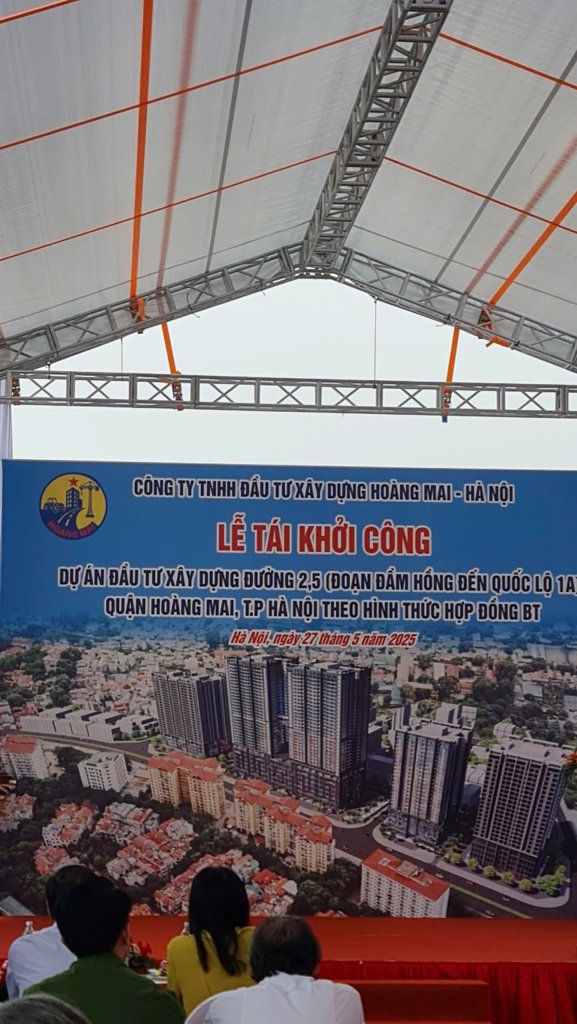 HOÀNG MAI
CÔNG TY TNHH ĐẦU TƯ XÂY DỰNG HOÀNG MAI - HÀ NỘI
LỄ TÁI KHỞI CÔNG
DỰ ÁN ĐẦU TƯ XÂY DỰNG ĐƯỜNG 2,5 (ĐOẠN ĐẦM HỒNG ĐẾN QUỐC LỘ 1A)
QUẬN HOÀNG MAI, T.P HÀ NỘI THEO HÌNH THỨC HỢP ĐỒNG BT
Hà Nội, ngày 27 tháng 5 năm 2025